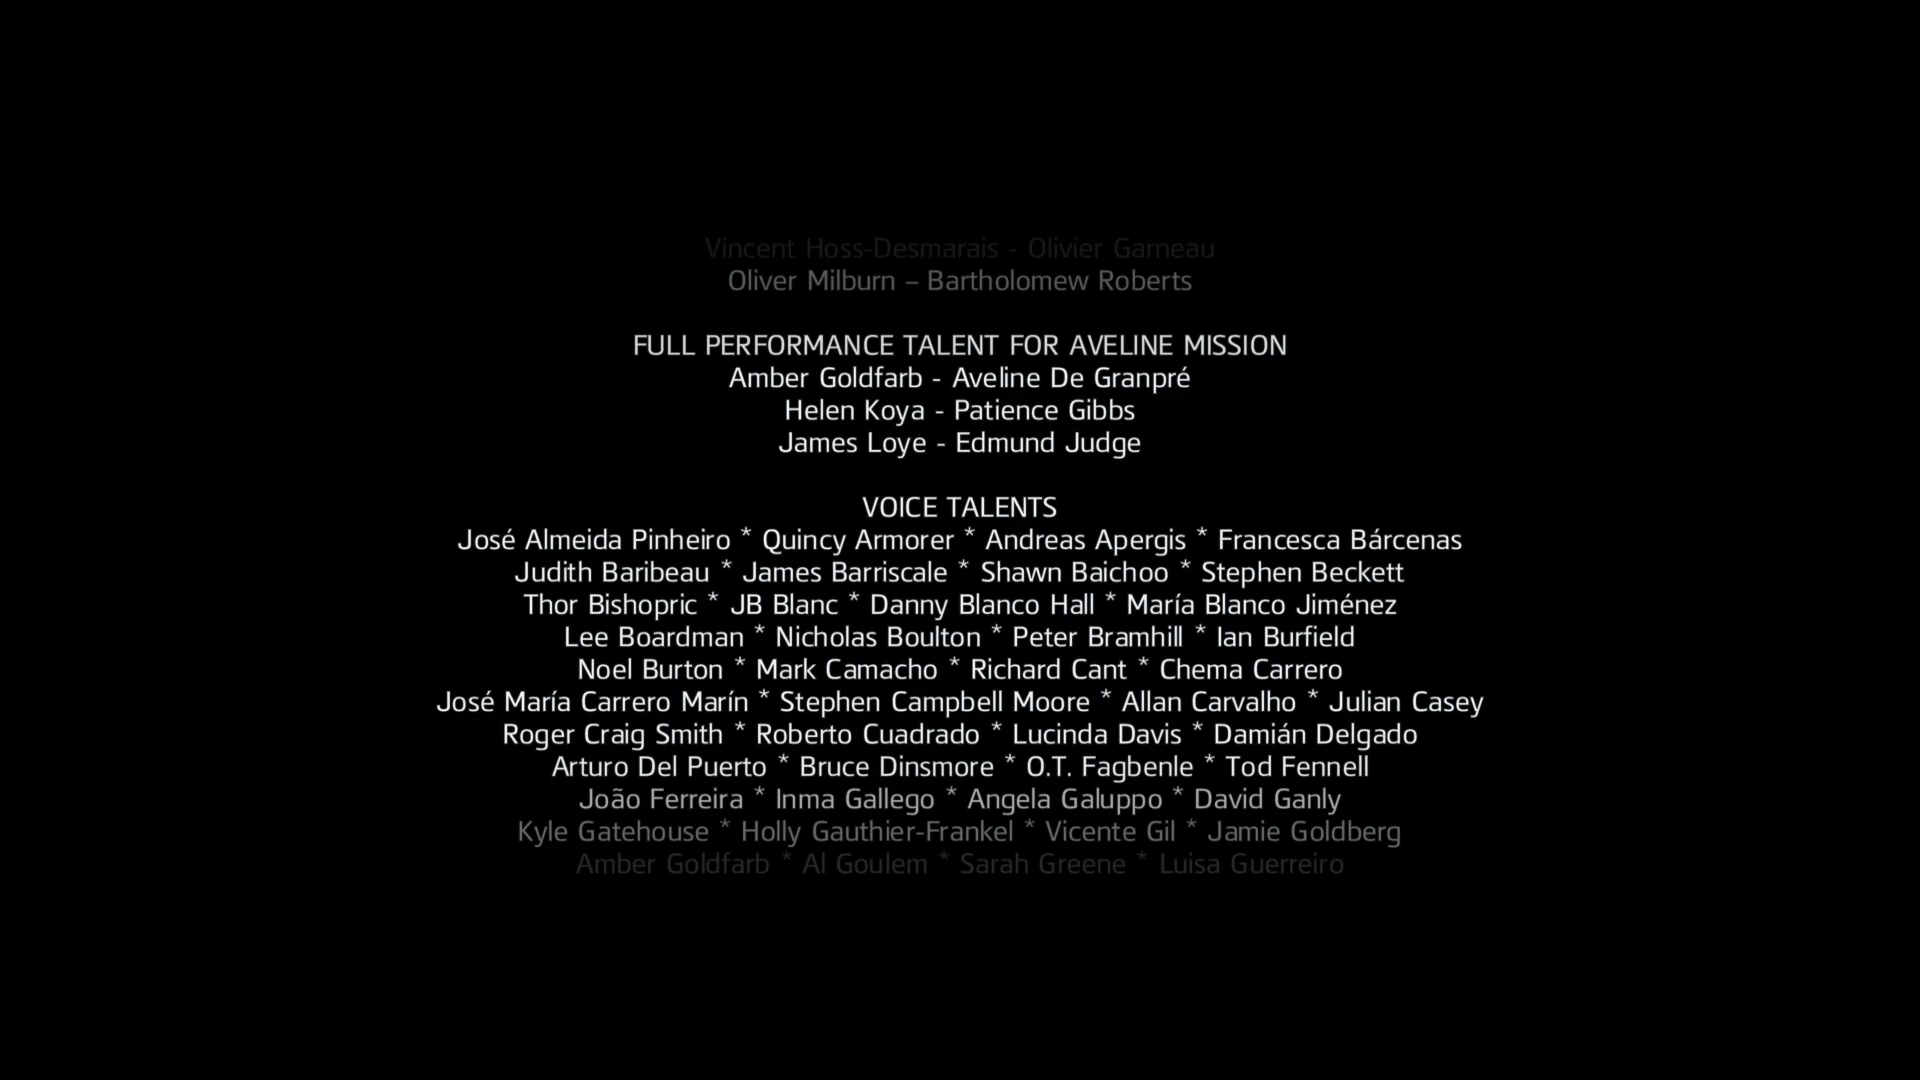 Vincent Hoss-Desmarais - Olivier Garneau
Oliver Milburn – Bartholomew Roberts
FULL PERFORMANCE TALENT FOR AVELINE MISSION
Amber Goldfarb - Aveline De Granpré
Helen Koya - Patience Gibbs
James Loye - Edmund Judge
VOICE TALENTS
José Almeida Pinheiro * Quincy Armorer * Andreas Apergis * Francesca Bárcenas
Judith Baribeau * James Barriscale * Shawn Baichoo * Stephen Beckett
Thor Bishopric * JB Blanc * Danny Blanco Hall * María Blanco Jiménez
Lee Boardman * Nicholas Boulton * Peter Bramhill * Ian Burfield
Noel Burton * Mark Camacho * Richard Cant * Chema Carrero
José María Carrero Marín * Stephen Campbell Moore * Allan Carvalho * Julian Casey
Roger Craig Smith * Roberto Cuadrado * Lucinda Davis * Damián Delgado
Arturo Del Puerto * Bruce Dinsmore * O.T. Fagbenle * Tod Fennell
João Ferreira * Inma Gallego * Angela Galuppo * David Ganly
Kyle Gatehouse * Holly Gauthier-Frankel * Vicente Gil * Jamie Goldberg
Amber Goldfarb * Al Goulem * Sarah Greene * Luisa Guerreiro